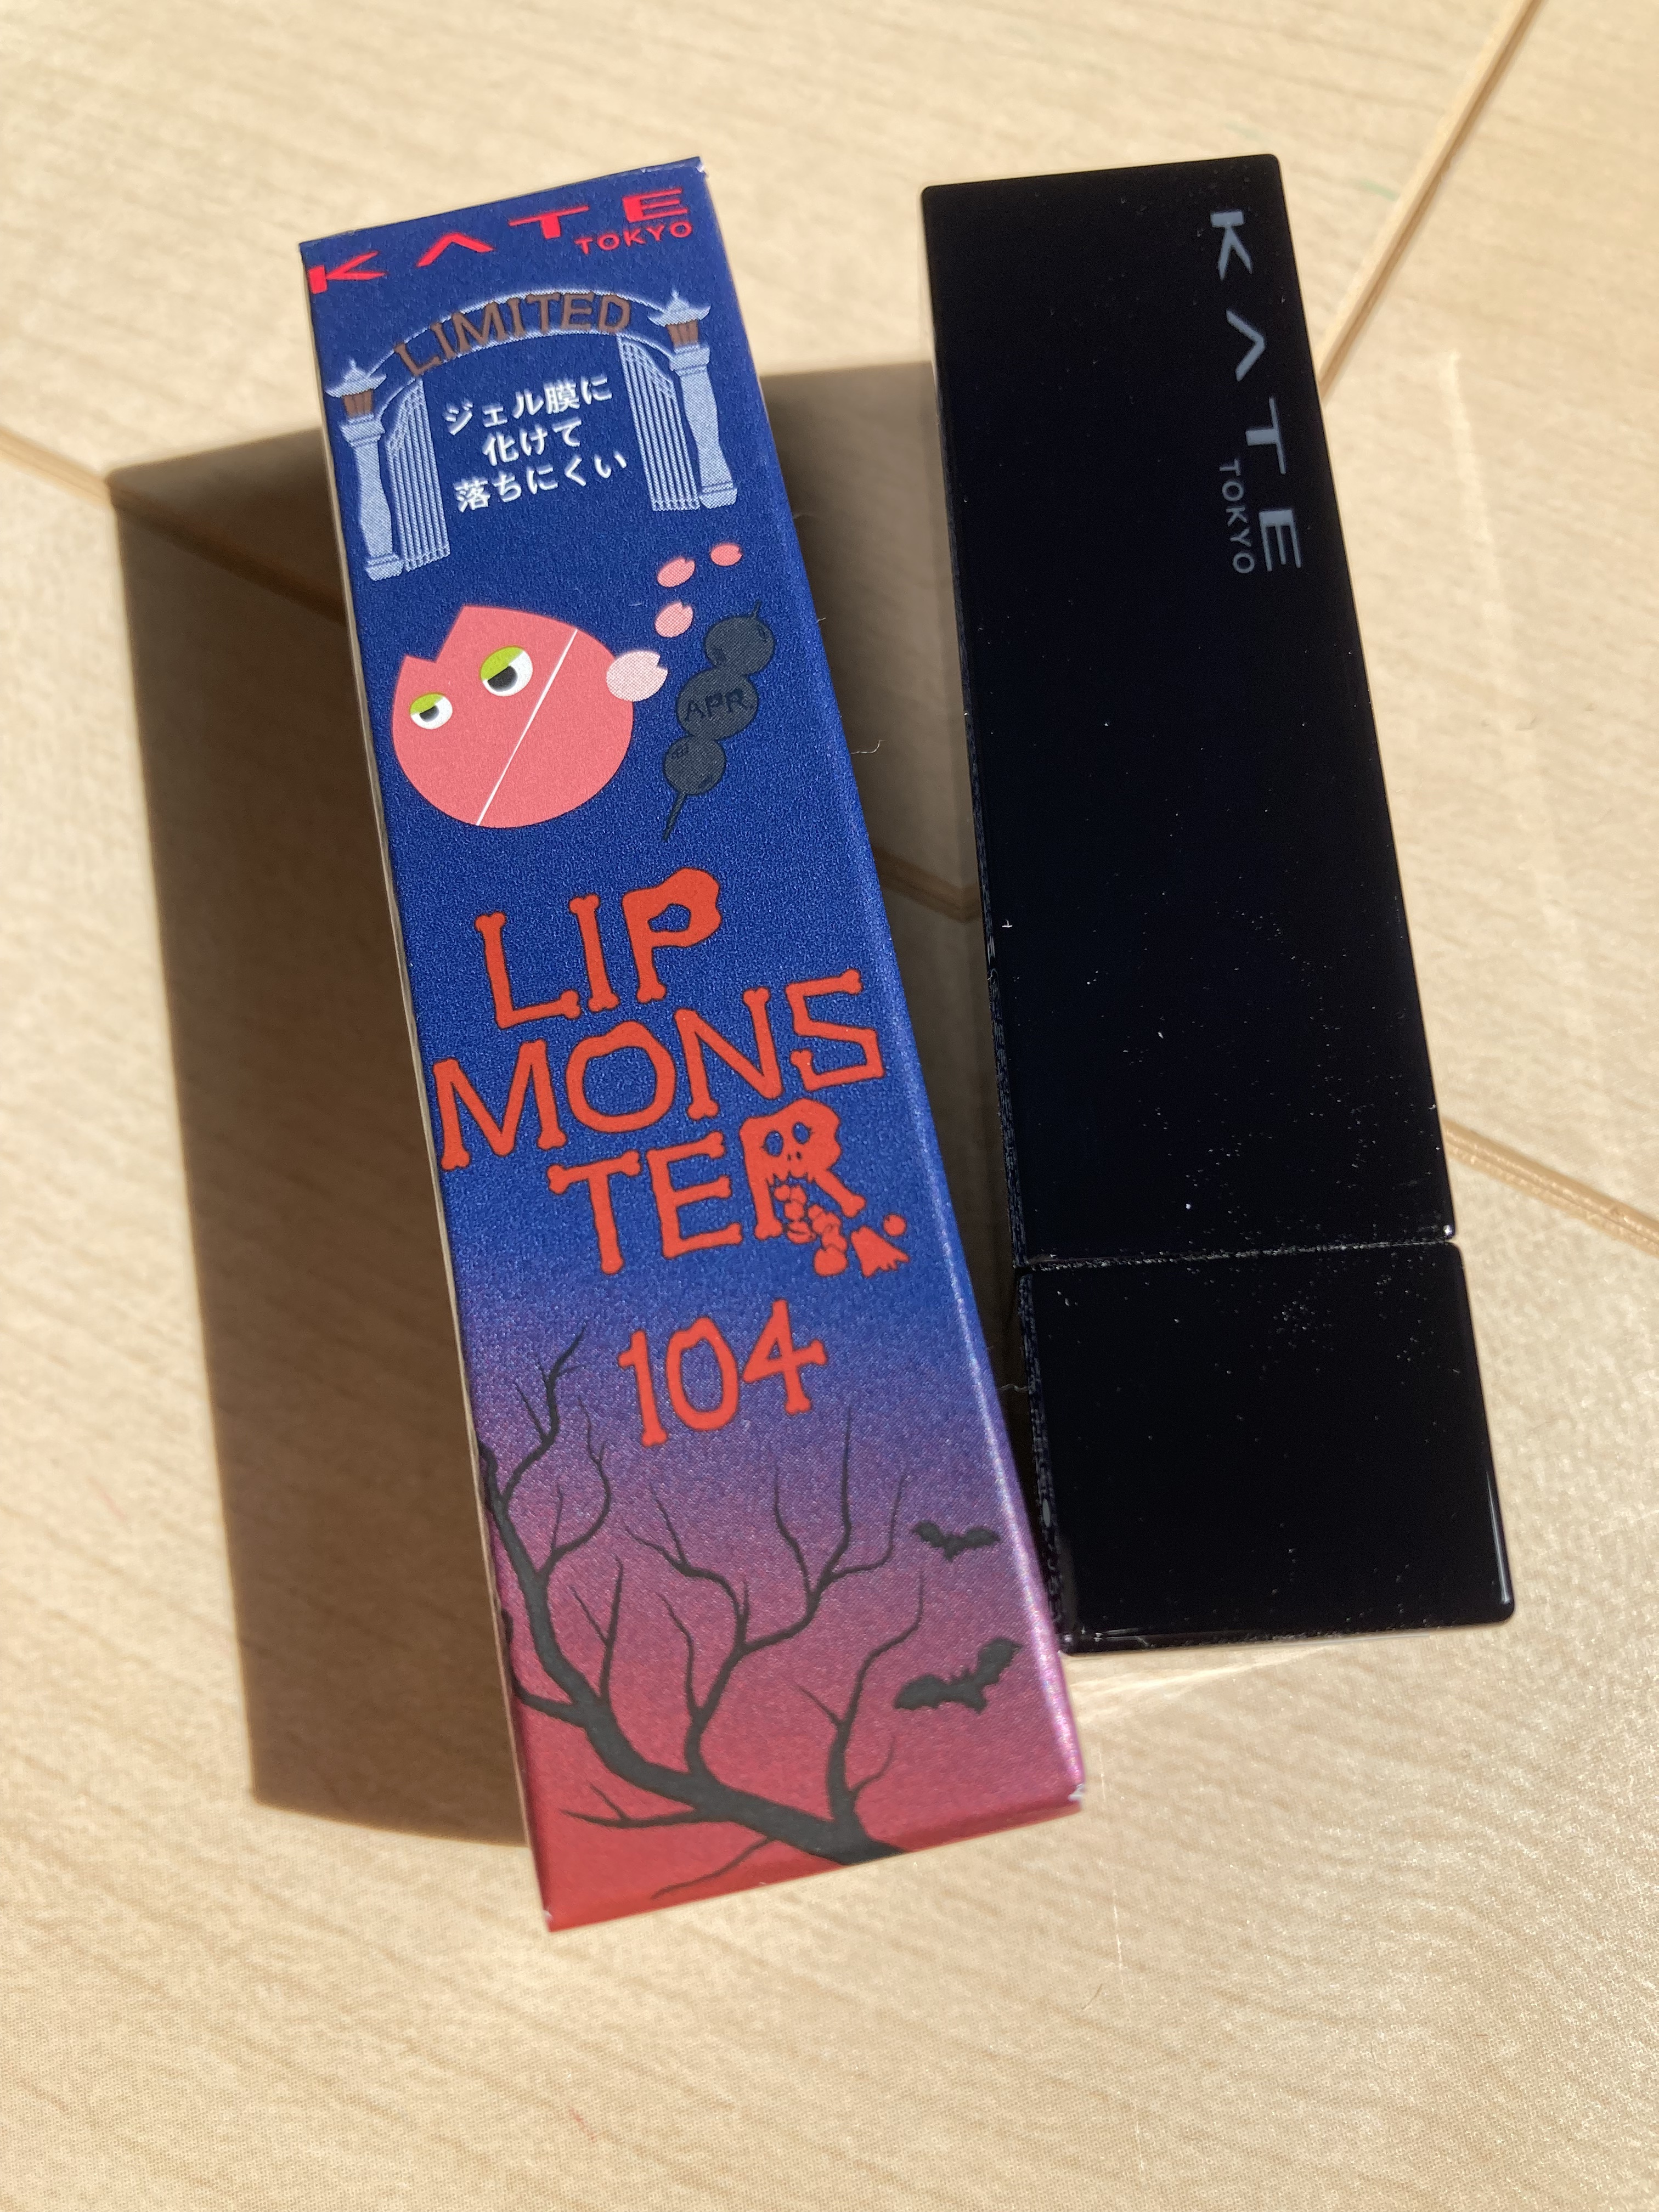 KATE
TOKYO
LIMITED
ジェル膜に
化けて
落ちにくい
APR.
LIP
MONS
TER
104
KATE
TOKYO